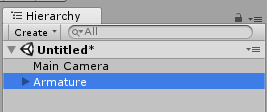 Hierarchy
Create All
Untitled*
Main Camera
Armature